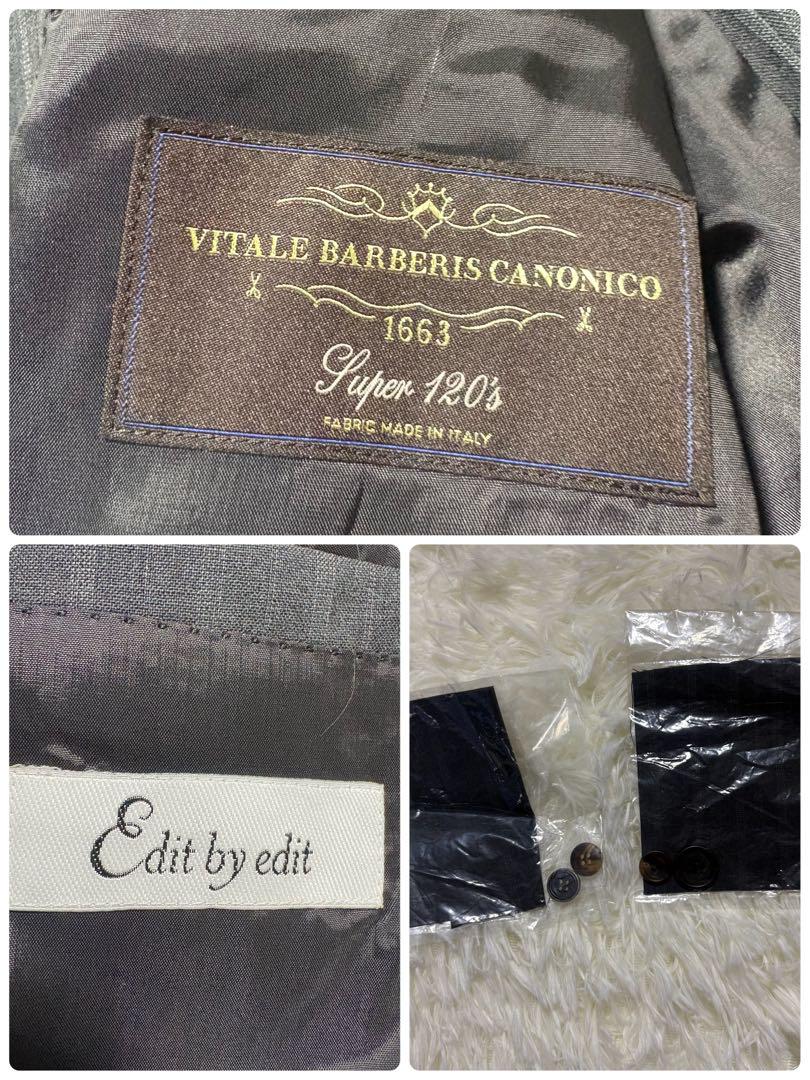 VITALE BARBERIS CANONICO
1663
Super 120's
FABRIC MADE IN ITALY
Edit by edit